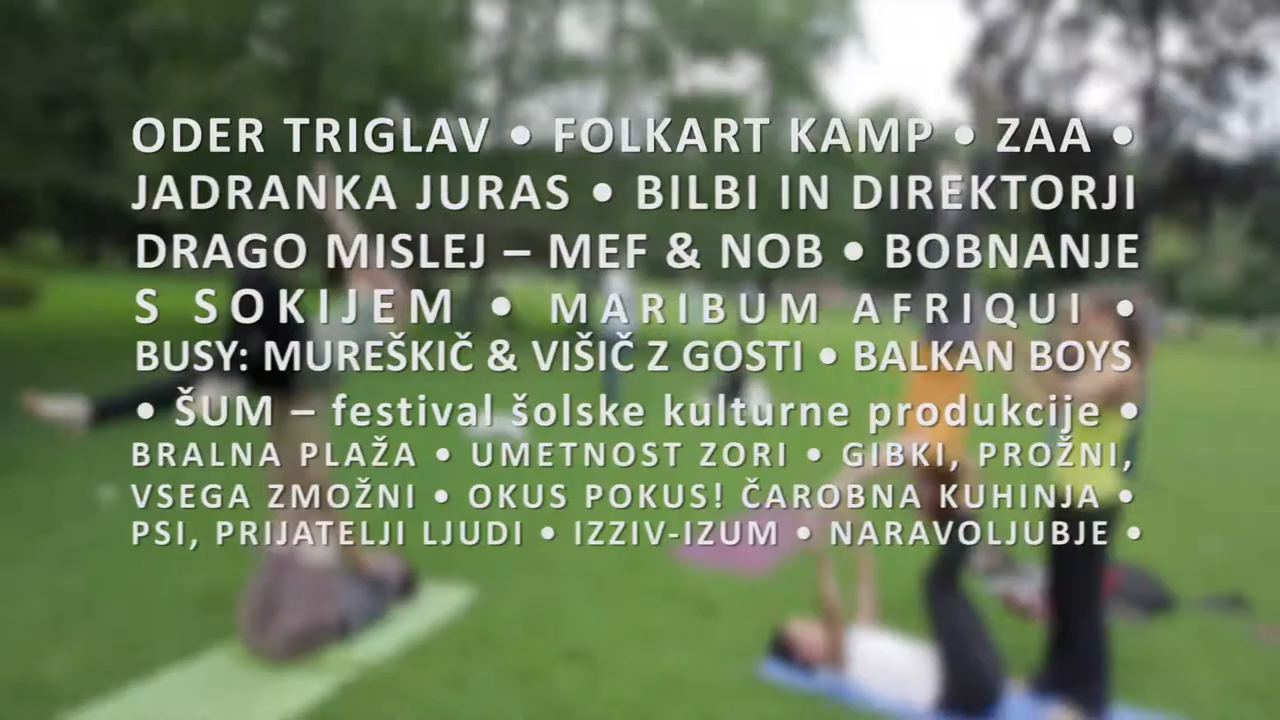 ODER TRIGLAV • FOLKART KAMP • ZAA •
JADRANKA JURAS • BILBI IN DIREKTORJI
DRAGO MISLEJ – MEF & NOB • BOBNANJE
S SOKIJEM • MARIBUM AFRIQUI •
BUSY: MUREŠKIČ & VIŠIČ Z GOSTI • BALKAN BOYS
• ŠUM – festival šolske kulturne produkcije •
BRALNA PLAŽA • UMETNOST ZORI • GIBKI, PROŽNI,
VSEGA ZMOŽNI • OKUS POKUS! ČAROBNA KUHINJA •
PSI, PRIJATELJI LJUDI • IZZIV-IZUM • NARAVOLJUBJE •